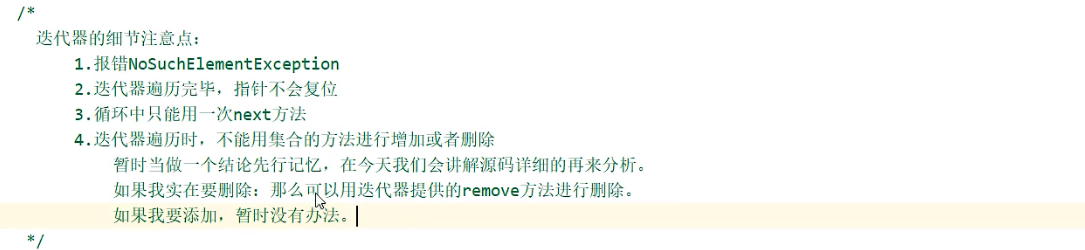 /*
迭代器的细节注意点：
1.报错NoSuchElementException
2.迭代器遍历完毕，指针不会复位
3.循环中只能用一次next方法
4.迭代器遍历时，不能用集合的方法进行增加或者删除
暂时当做一个结论先行记忆，在今天我们会讲解源码详细的再来分析。
如果我实在要删除：那么可以用迭代器提供的remove方法进行删除。
如果我要添加，暂时没有办法。
*/